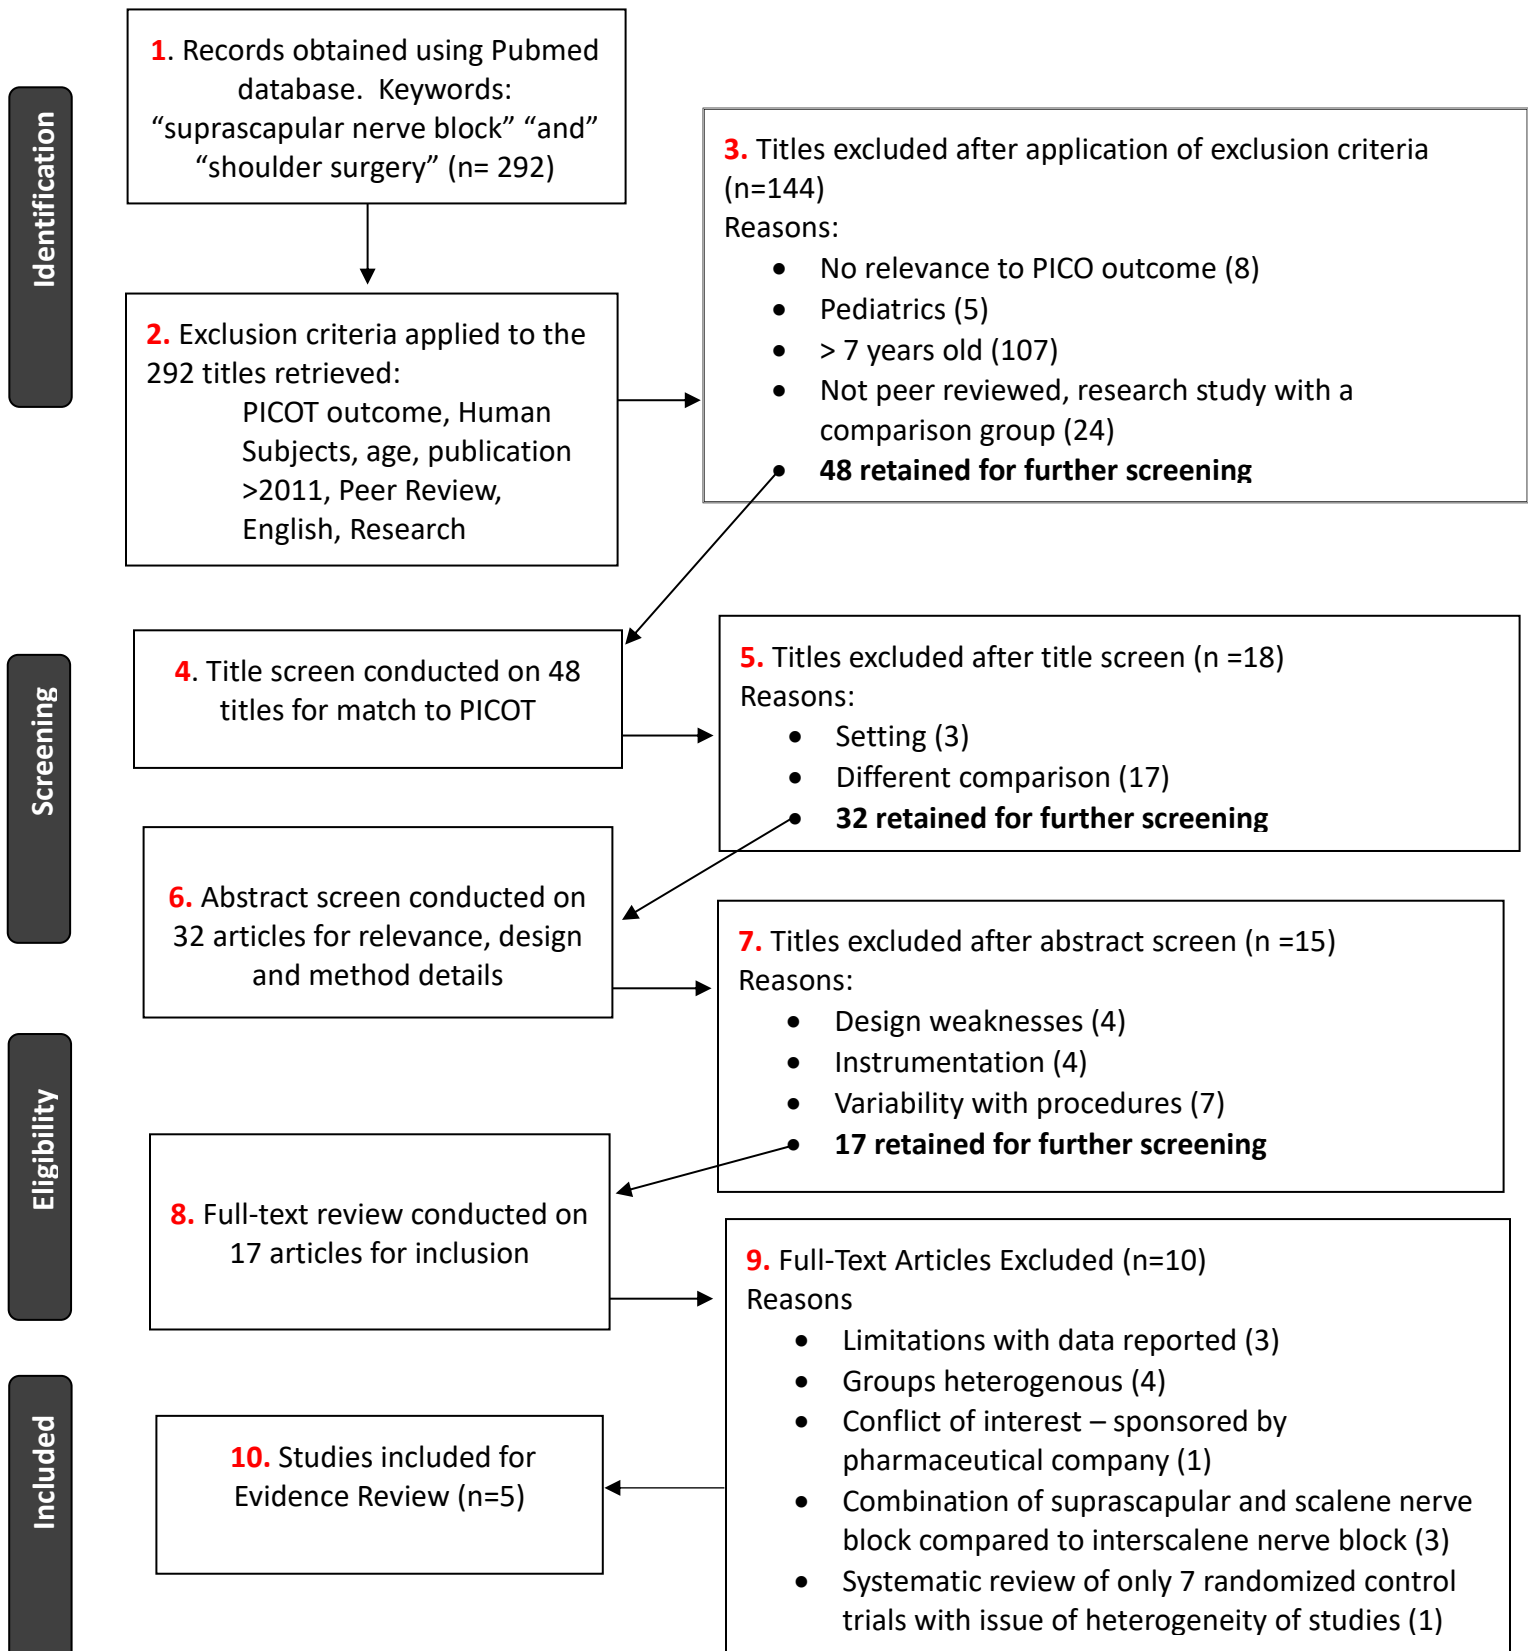 Identification
1. Records obtained using Pubmed
database. Keywords:
“suprascapular nerve block” “and”
“shoulder surgery” (n= 292)
2. Exclusion criteria applied to the
292 titles retrieved:
PICOT outcome, Human
Subjects, age, publication
>2011, Peer Review,
English, Research
3. Titles excluded after application of exclusion criteria
(n=144)
Reasons:
• No relevance to PICO outcome (8)
• Pediatrics (5)
• > 7 years old (107)
• Not peer reviewed, research study with a
comparison group (24)
• 48 retained for further screening
Screening
4. Title screen conducted on 48
titles for match to PICOT
5. Titles excluded after title screen (n =18)
Reasons:
• Setting (3)
• Different comparison (17)
• 32 retained for further screening
6. Abstract screen conducted on
32 articles for relevance, design
and method details
7. Titles excluded after abstract screen (n =15)
Reasons:
• Design weaknesses (4)
• Instrumentation (4)
• Variability with procedures (7)
• 17 retained for further screening
Eligibility
8. Full-text review conducted on
17 articles for inclusion
9. Full-Text Articles Excluded (n=10)
Reasons
• Limitations with data reported (3)
• Groups heterogenous (4)
• Conflict of interest – sponsored by
pharmaceutical company (1)
• Combination of suprascapular and scalene nerve
block compared to interscalene nerve block (3)
• Systematic review of only 7 randomized control
trials with issue of heterogeneity of studies (1)
Included
10. Studies included for
Evidence Review (n=5)